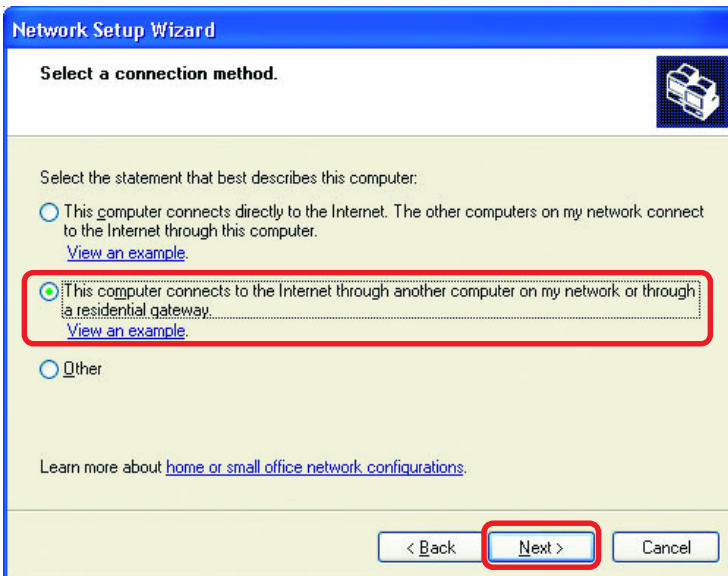 Network Setup Wizard
Select a connection method.
Select the statement that best describes this computer:
This computer connects directly to the Internet. The other computers on my network connect
to the Internet through this computer.
View an example.
This computer connects to the Internet through another computer on my network or through
a residential gateway.
View an example.
Other
Learn more about home or small office network configurations.
< Back Next > Cancel